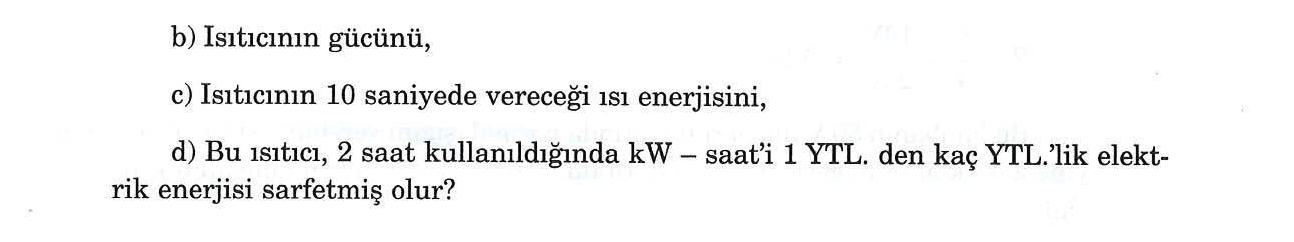 b) Isıtıcının gücünü,
c) Isıtıcının 10 saniyede vereceği ısı enerjisini,
d) Bu ısıtıcı, 2 saat kullanıldığında kW – saat'i 1 YTL. den kaç YTL.'lik elekt-
rik enerjisi sarfetmiş olur?